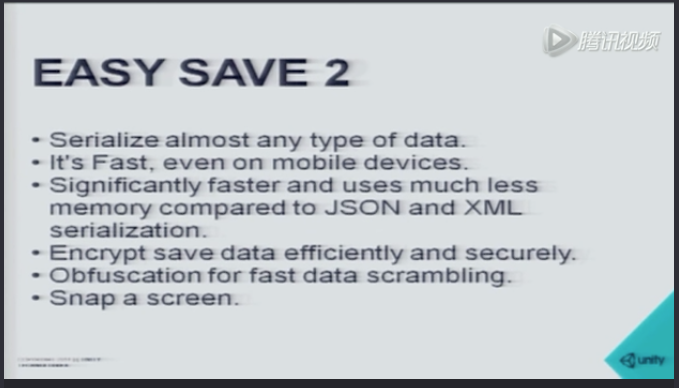 腾讯视频
EASY SAVE 2
• Serialize almost any type of data.
• It's Fast, even on mobile devices.
• Significantly faster and uses much less
memory compared to JSON and XML
serialization.
• Encrypt save data efficiently and securely.
• Obfuscation for fast data scrambling.
• Snap a screen.
unity